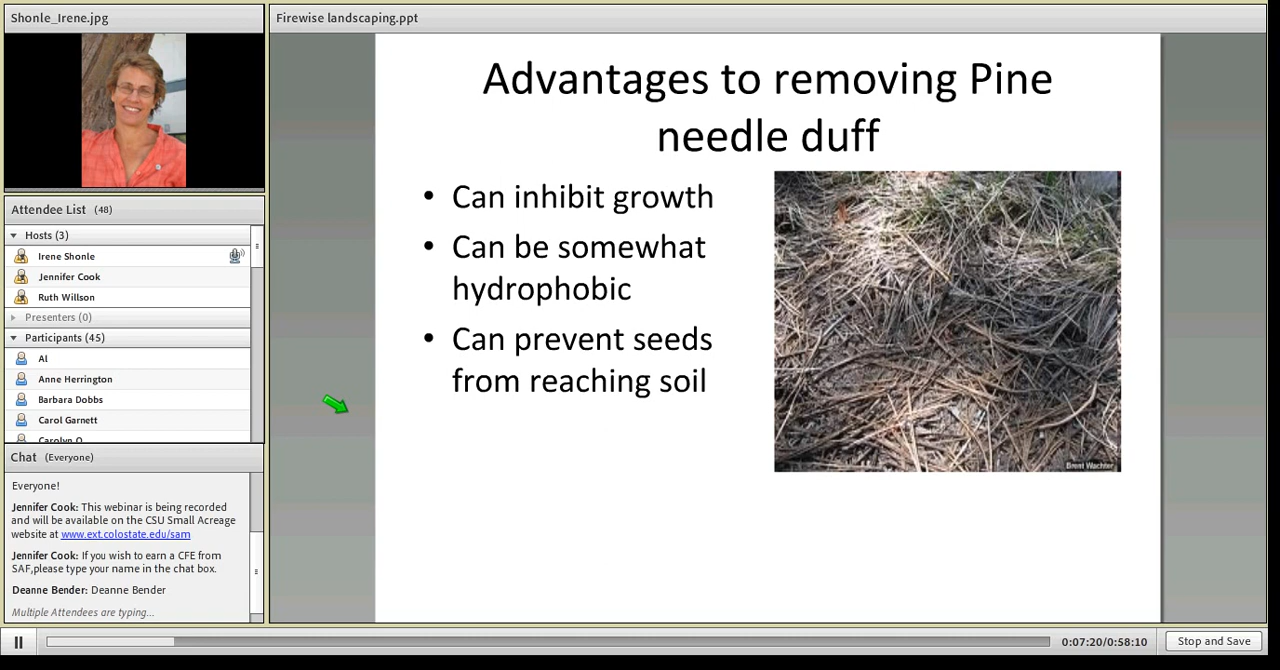 Shonle_Irene.jpg
Attendee List (48)
Hosts (3)
Irene Shonle
Jennifer Cook
Ruth Willson
Presenters (0)
Participants (45)
Al
Anne Herrington
Barbara Dobbs
Carol Garnett
Carolyn O
Chat (Everyone)
Everyone!
Jennifer Cook: This webinar is being recorded
and will be available on the CSU Small Acreage
website at www.ext.colostate.edu/sam
Jennifer Cook: If you wish to earn a CFE from
SAF,please type your name in the chat box.
Deanne Bender: Deanne Bender
Multiple Attendees are typing...
Firewise landscaping.ppt
Advantages to removing Pine
needle duff
• Can inhibit growth
• Can be somewhat
hydrophobic
• Can prevent seeds
from reaching soil
Brent Wachter
0:07:20/0:58:10
Stop and Save